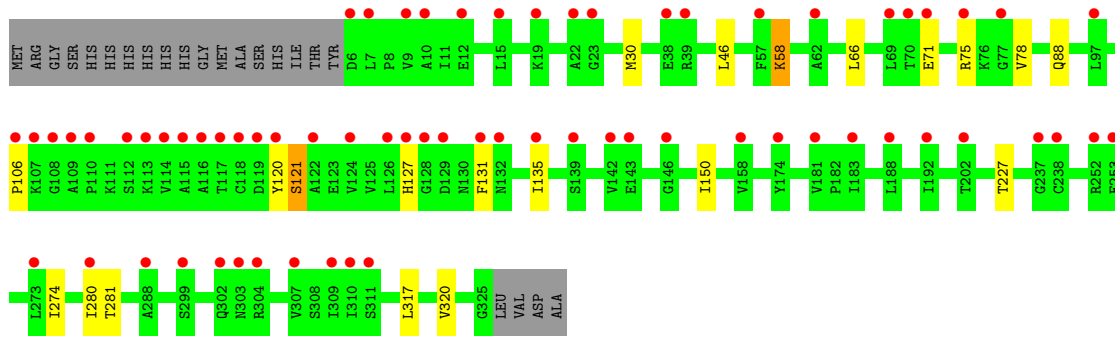 MET ARG GLY SER HIS HIS HIS HIS HIS HIS GLY MET ALA SER HIS ILE THR TYR D6 L7 P8 V9 A10 I11 E12 L15 K19 A22 G23 M30 E38 R39 L46 F57 K58 A62 L66 L69 T70 E71 R75 K76 G77 V78 Q88 L97
P106 K107 G108 A109 P110 K111 S112 K113 V114 A115 A116 T117 C118 D119 Y120 S121 A122 E123 V124 V125 L126 H127 G128 D129 N130 F131 N132 I135 S139 V142 E143 G146 I150 V158 Y174 V181 P182 I183 L188 I192 T202 T227 G237 C238 R252
L273 I274 I280 T281 A288 S299 Q302 N303 R304 V307 S308 I309 I310 S311 L317 V320 G325 LEU VAL ASP ALA